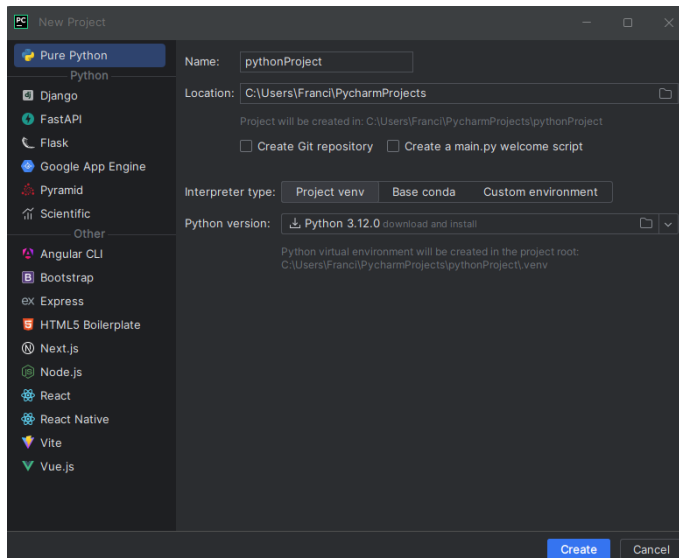 PC New Project
Pure Python
Python
Django
FastAPI
Flask
Google App Engine
Pyramid
Scientific
Other
Angular CLI
Bootstrap
ex Express
HTML5 Boilerplate
Next.js
Node.js
React
React Native
Vite
Vue.js
Name: pythonProject
Location: C:\Users\Franci\PycharmProjects
Project will be created in: C:\Users\Franci\PycharmProjects\pythonProject
Create Git repository Create a main.py welcome script
Interpreter type: Project venv Base conda Custom environment
Python version: Python 3.12.0 download and install
Python virtual environment will be created in the project root:
C:\Users\Franci\PycharmProjects\pythonProject\.venv
Create Cancel